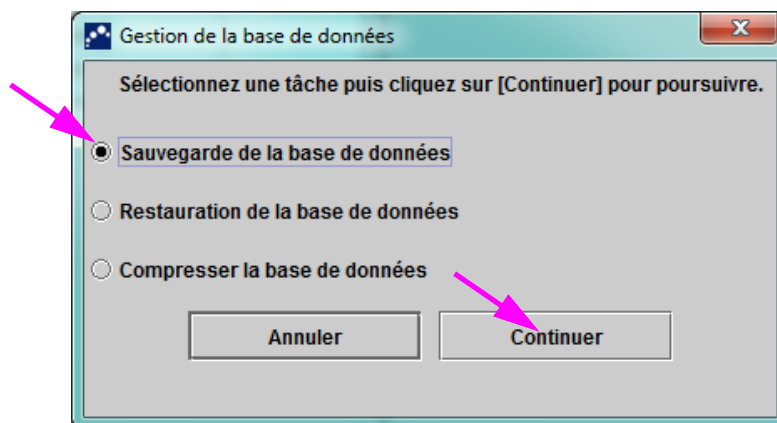 Gestion de la base de données
Sélectionnez une tâche puis cliquez sur [Continuer] pour poursuivre.
Sauvegarde de la base de données
Restauration de la base de données
Compresser la base de données
Annuler Continuer